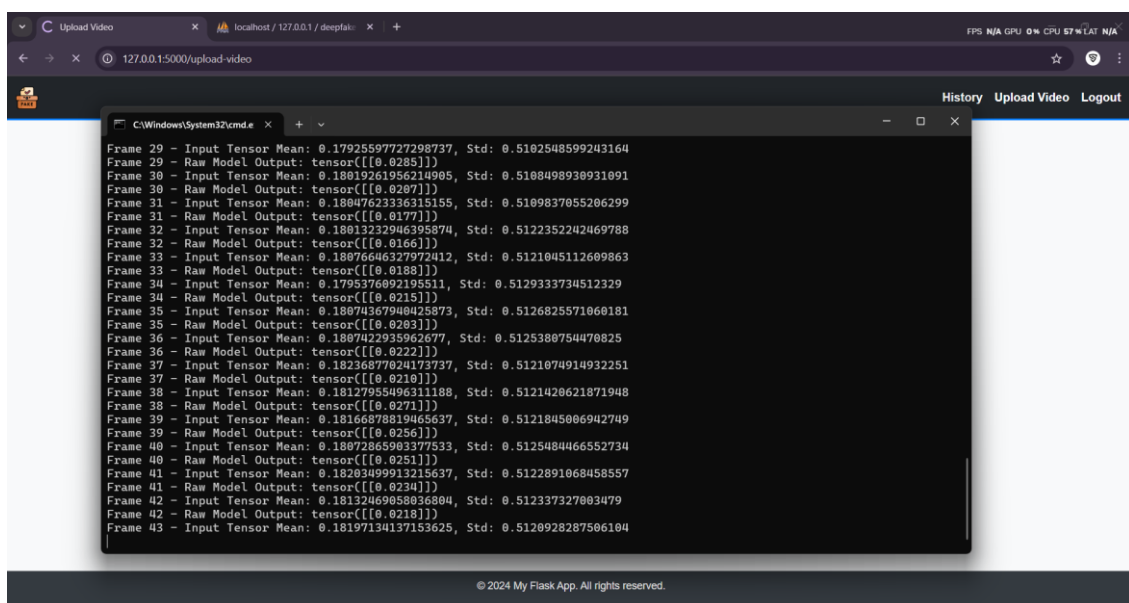 Upload Video
localhost / 127.0.0.1 / deepfake
FPS N/A GPU 0% CPU 57% LAT N/A
127.0.0.1:5000/upload-video
FAKE
History Upload Video Logout
C:\Windows\System32\cmd.e
Frame 29 - Input Tensor Mean: 0.17925597727298737, Std: 0.5102548599243164
Frame 29 - Raw Model Output: tensor([[0.0285]])
Frame 30 - Input Tensor Mean: 0.18019261956214905, Std: 0.5108498930931091
Frame 30 - Raw Model Output: tensor([[0.0207]])
Frame 31 - Input Tensor Mean: 0.18047623336315155, Std: 0.5109837055206299
Frame 31 - Raw Model Output: tensor([[0.0177]])
Frame 32 - Input Tensor Mean: 0.18013232946395874, Std: 0.5122352242469788
Frame 32 - Raw Model Output: tensor([[0.0166]])
Frame 33 - Input Tensor Mean: 0.18076646327972412, Std: 0.5121045112609863
Frame 33 - Raw Model Output: tensor([[0.0188]])
Frame 34 - Input Tensor Mean: 0.1795376092195511, Std: 0.5129333734512329
Frame 34 - Raw Model Output: tensor([[0.0215]])
Frame 35 - Input Tensor Mean: 0.18074367940425873, Std: 0.5126825571060181
Frame 35 - Raw Model Output: tensor([[0.0203]])
Frame 36 - Input Tensor Mean: 0.1807422935962677, Std: 0.5125380754470825
Frame 36 - Raw Model Output: tensor([[0.0222]])
Frame 37 - Input Tensor Mean: 0.18236877024173737, Std: 0.5121074914932251
Frame 37 - Raw Model Output: tensor([[0.0210]])
Frame 38 - Input Tensor Mean: 0.18127955496311188, Std: 0.5121420621871948
Frame 38 - Raw Model Output: tensor([[0.0271]])
Frame 39 - Input Tensor Mean: 0.18166878819465637, Std: 0.5121845006942749
Frame 39 - Raw Model Output: tensor([[0.0256]])
Frame 40 - Input Tensor Mean: 0.18072865903377533, Std: 0.5125484466552734
Frame 40 - Raw Model Output: tensor([[0.0251]])
Frame 41 - Input Tensor Mean: 0.18203499913215637, Std: 0.5122891068458557
Frame 41 - Raw Model Output: tensor([[0.0234]])
Frame 42 - Input Tensor Mean: 0.18132469058036804, Std: 0.512337327003479
Frame 42 - Raw Model Output: tensor([[0.0218]])
Frame 43 - Input Tensor Mean: 0.18197134137153625, Std: 0.5120928287506104
© 2024 My Flask App. All rights reserved.